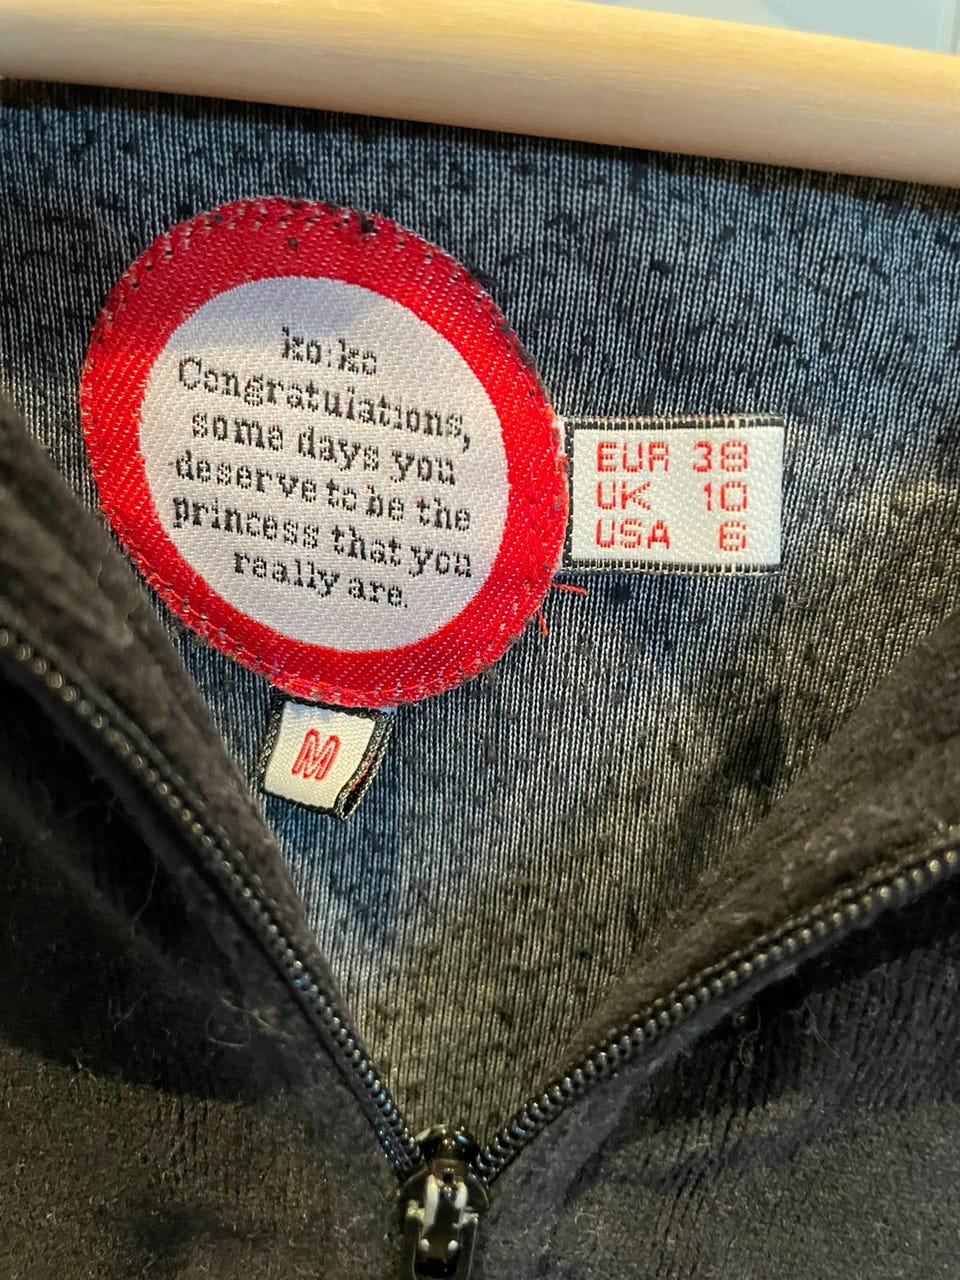 ko:ko
Congratulations,
some days you
deserve to be the
princess that you
really are.
EUR 38
UK 10
USA 6
M